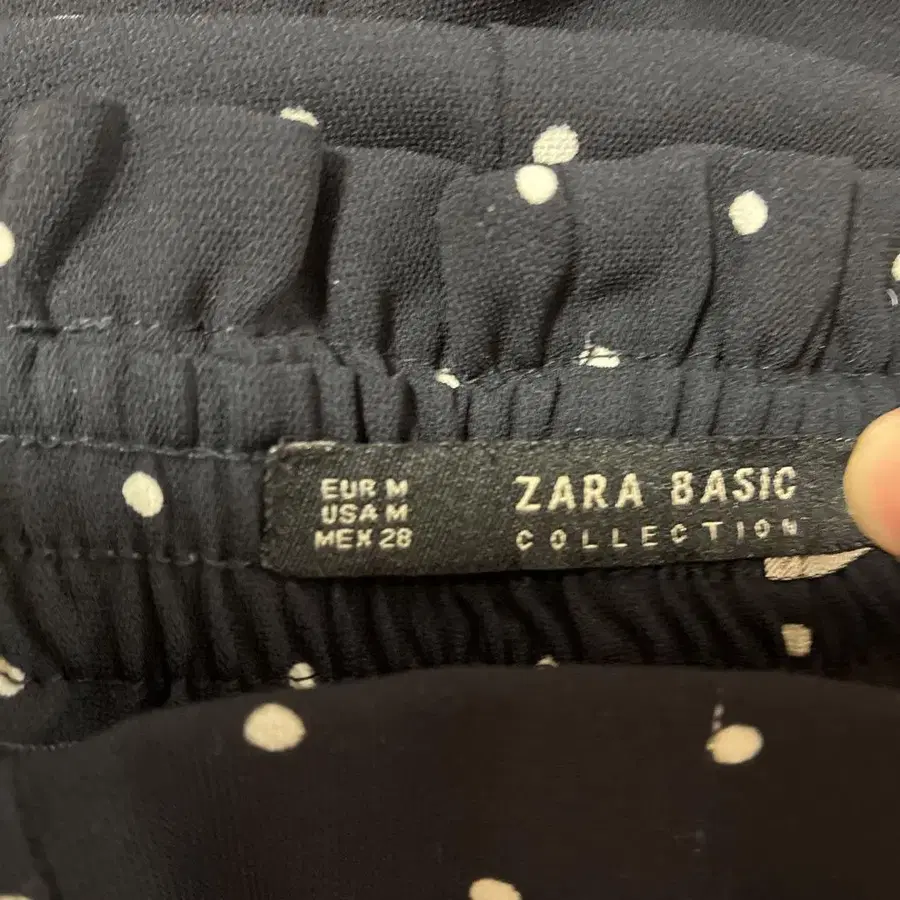 EUR M
USA M
MEX 28
ZARA BASIC
COLLECTION